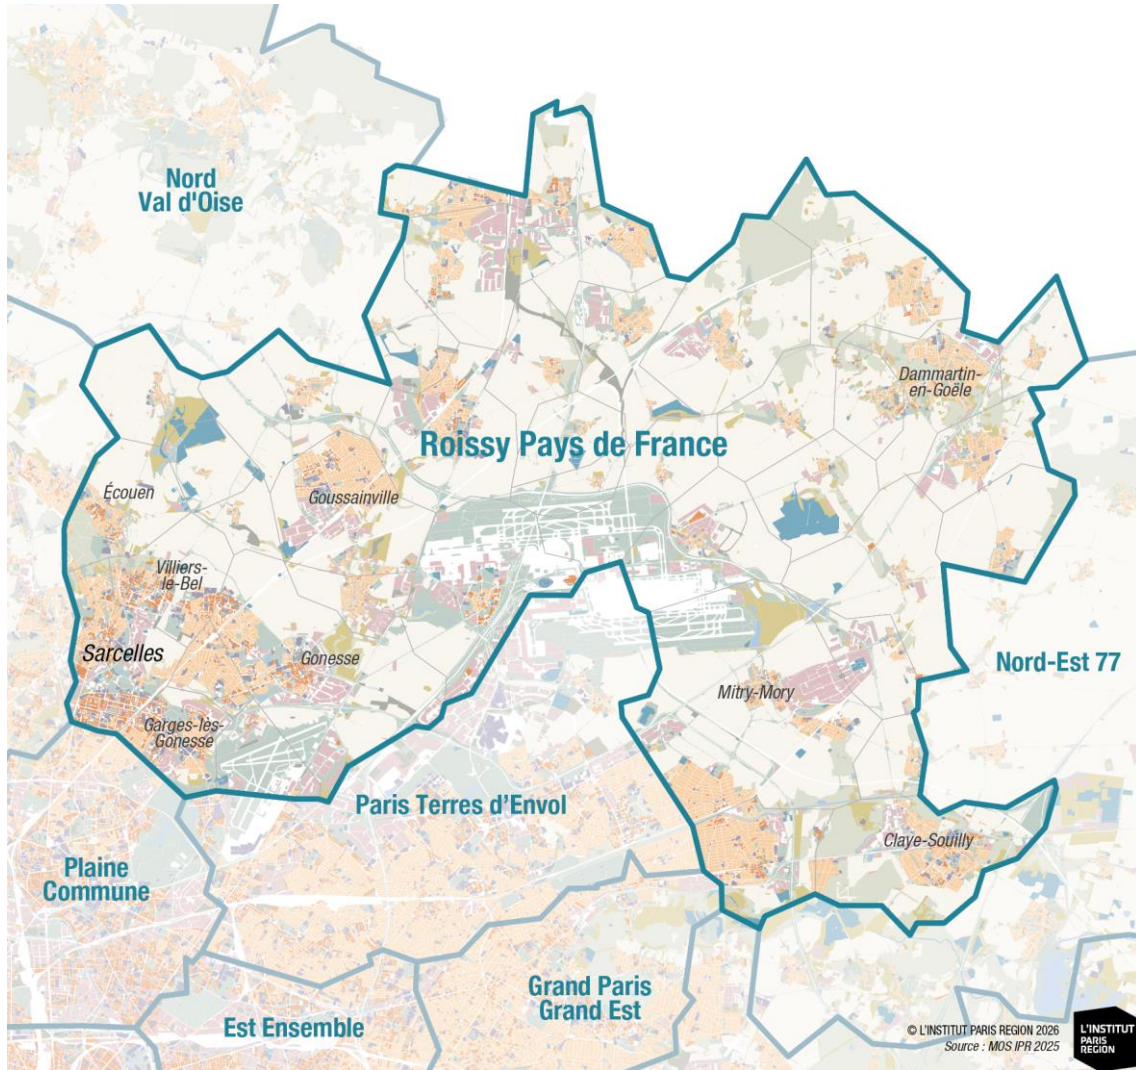 Nord
Val d'Oise
Dammartin-
en-Goële
Roissy Pays de France
Écouen
Goussainville
Villiers-
le-Bel
Sarcelles
Gonesse
Nord-Est 77
Mitry-Mory
Garges-lès-
Gonesse
Paris Terres d’Envol
Claye-Souilly
Plaine
Commune
Grand Paris
Grand Est
Est Ensemble
© L'INSTITUT PARIS REGION 2026
Source : MOS IPR 2025
L'INSTITUT
PARIS
REGION